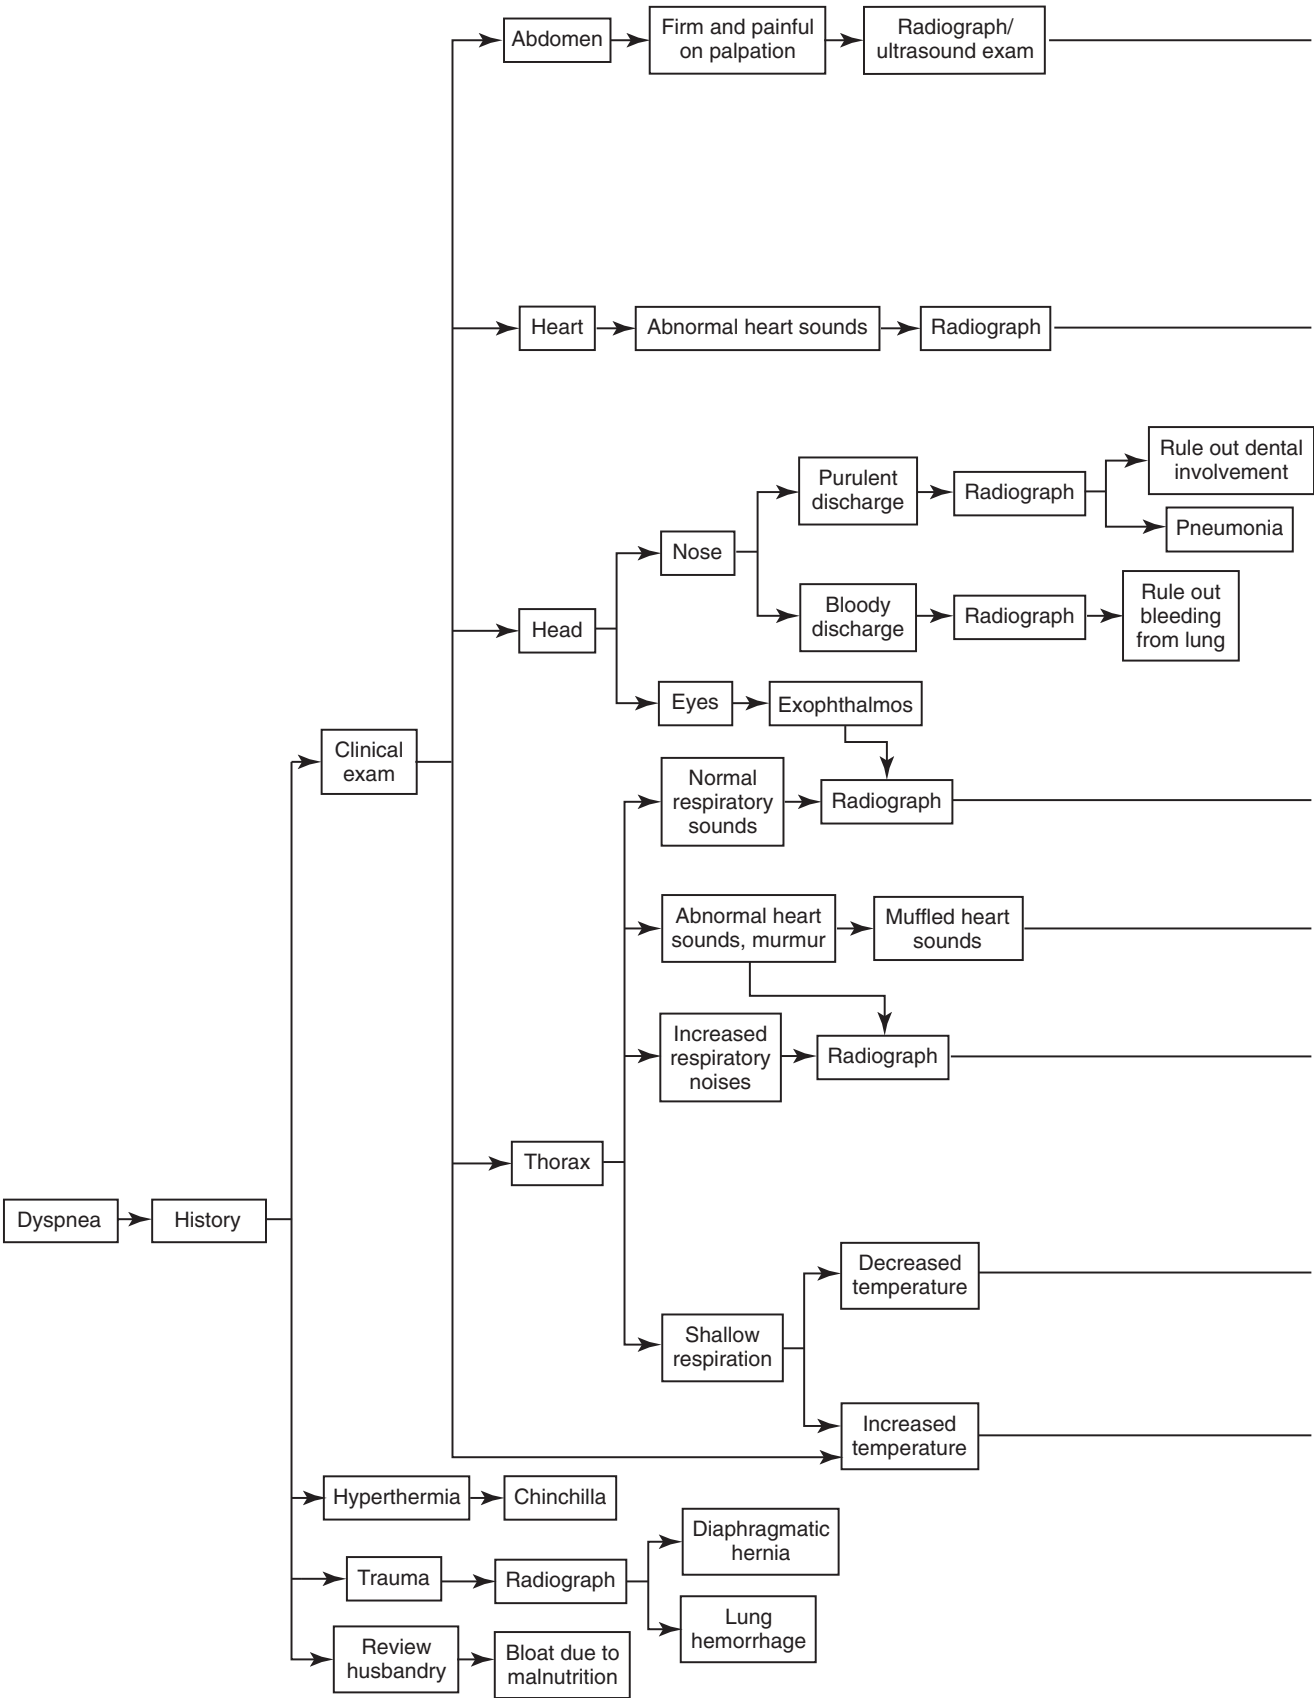 Abdomen
Firm and painful
on palpation
Radiograph/
ultrasound exam
Heart
Abnormal heart sounds
Radiograph
Rule out dental
involvement
Purulent
discharge
Radiograph
Pneumonia
Nose
Bloody
discharge
Radiograph
Rule out
bleeding
from lung
Head
Eyes
Exophthalmos
Clinical
exam
Normal
respiratory
sounds
Radiograph
Abnormal heart
sounds, murmur
Muffled heart
sounds
Increased
respiratory
noises
Radiograph
Thorax
Dyspnea
History
Decreased
temperature
Shallow
respiration
Increased
temperature
Hyperthermia
Chinchilla
Diaphragmatic
hernia
Trauma
Radiograph
Lung
hemorrhage
Review
husbandry
Bloat due to
malnutrition